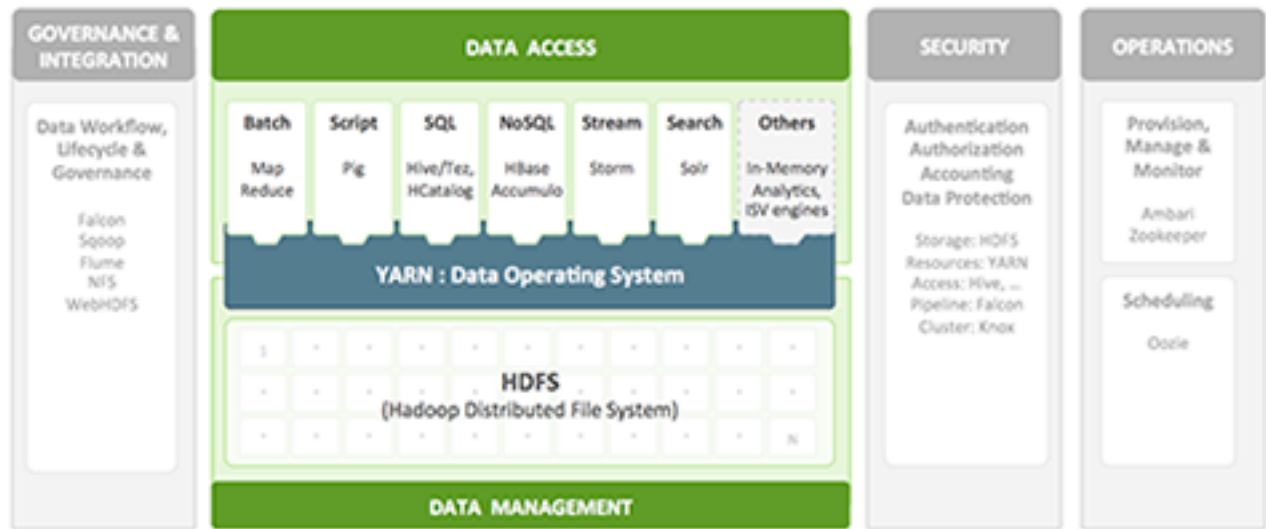 GOVERNANCE &
INTEGRATION
Data Workflow,
Lifecycle &
Governance
Falcon
Sqoop
Flume
NFS
WebHDFS
DATA ACCESS
Batch
Map
Reduce
Script
Pig
SQL
Hive/Tez,
HCatalog
NoSQL
HBase
Accumulo
Stream
Storm
Search
Solr
Others
In-Memory
Analytics,
ISV engines
YARN : Data Operating System
1
HDFS
(Hadoop Distributed File System)
N
DATA MANAGEMENT
SECURITY
Authentication
Authorization
Accounting
Data Protection
Storage: HDFS
Resources: YARN
Access: Hive, ...
Pipeline: Falcon
Cluster: Knox
OPERATIONS
Provision,
Manage &
Monitor
Ambari
Zookeeper
Scheduling
Oozie